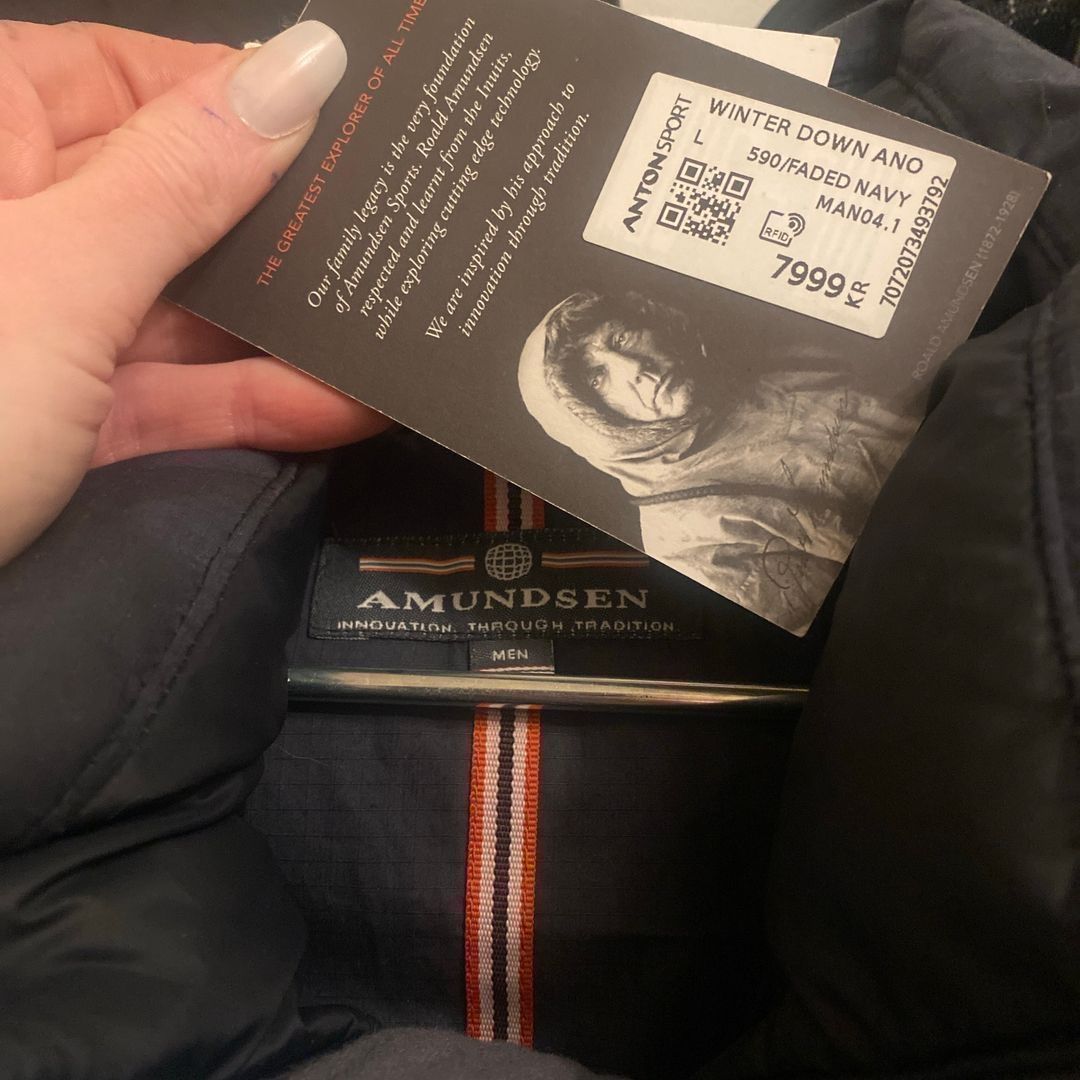 THE GREATEST EXPLORER OF ALL TIME
Our family legacy is the very foundation
of Amundsen Sports. Roald Amundsen
respected and learnt from the Inuits,
while exploring cutting edge technology.
We are inspired by his approach to
innovation through tradition.
ANTON SPORT
WINTER DOWN ANO
L
590/FADED NAVY
MAN04.1
RFID
7999 KR
7072073493792
ROALD AMUNDSEN (1872-1928)
AMUNDSEN
INNOVATION THROUGH TRADITION
MEN